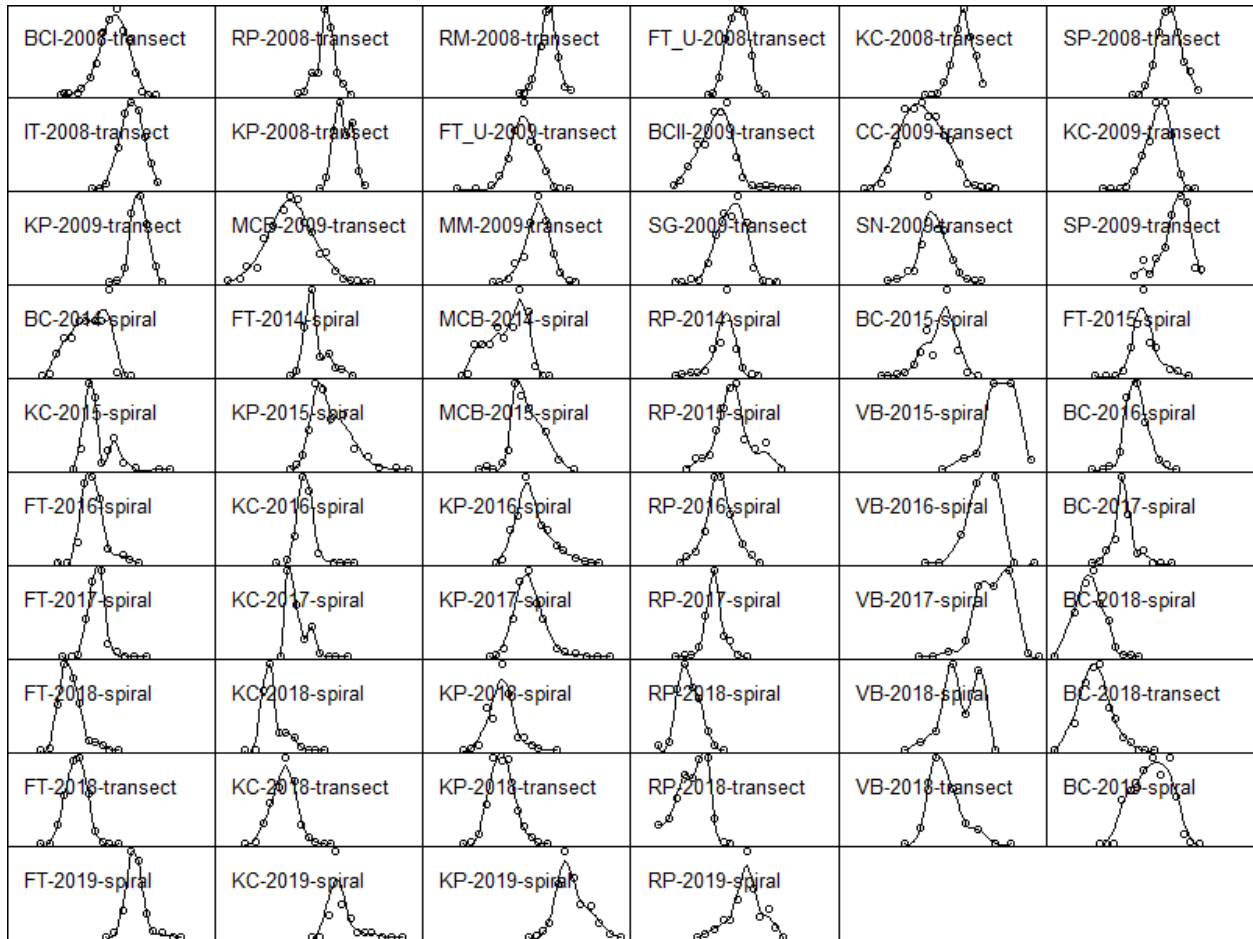 BCI-2008-transect
RP-2008-transect
RM-2008-transect
FT_U-2008-transect
KC-2008-transect
SP-2008-transect
IT-2008-transect
KP-2008-transect
FT_U-2009-transect
BCII-2009-transect
CC-2009-transect
KC-2009-transect
KP-2009-transect
MCB-2009-transect
MM-2009-transect
SG-2009-transect
SN-2009-transect
SP-2009-transect
BC-2014-spiral
FT-2014-spiral
MCB-2014-spiral
RP-2014-spiral
BC-2015-spiral
FT-2015-spiral
KC-2015-spiral
KP-2015-spiral
MCB-2015-spiral
RP-2015-spiral
VB-2015-spiral
BC-2016-spiral
FT-2016-spiral
KC-2016-spiral
KP-2016-spiral
RP-2016-spiral
VB-2016-spiral
BC-2017-spiral
FT-2017-spiral
KC-2017-spiral
KP-2017-spiral
RP-2017-spiral
VB-2017-spiral
BC-2018-spiral
FT-2018-spiral
KC-2018-spiral
KP-2018-spiral
RP-2018-spiral
VB-2018-spiral
BC-2018-transect
FT-2018-transect
KC-2018-transect
KP-2018-transect
RP-2018-transect
VB-2018-transect
BC-2019-spiral
FT-2019-spiral
KC-2019-spiral
KP-2019-spiral
RP-2019-spiral